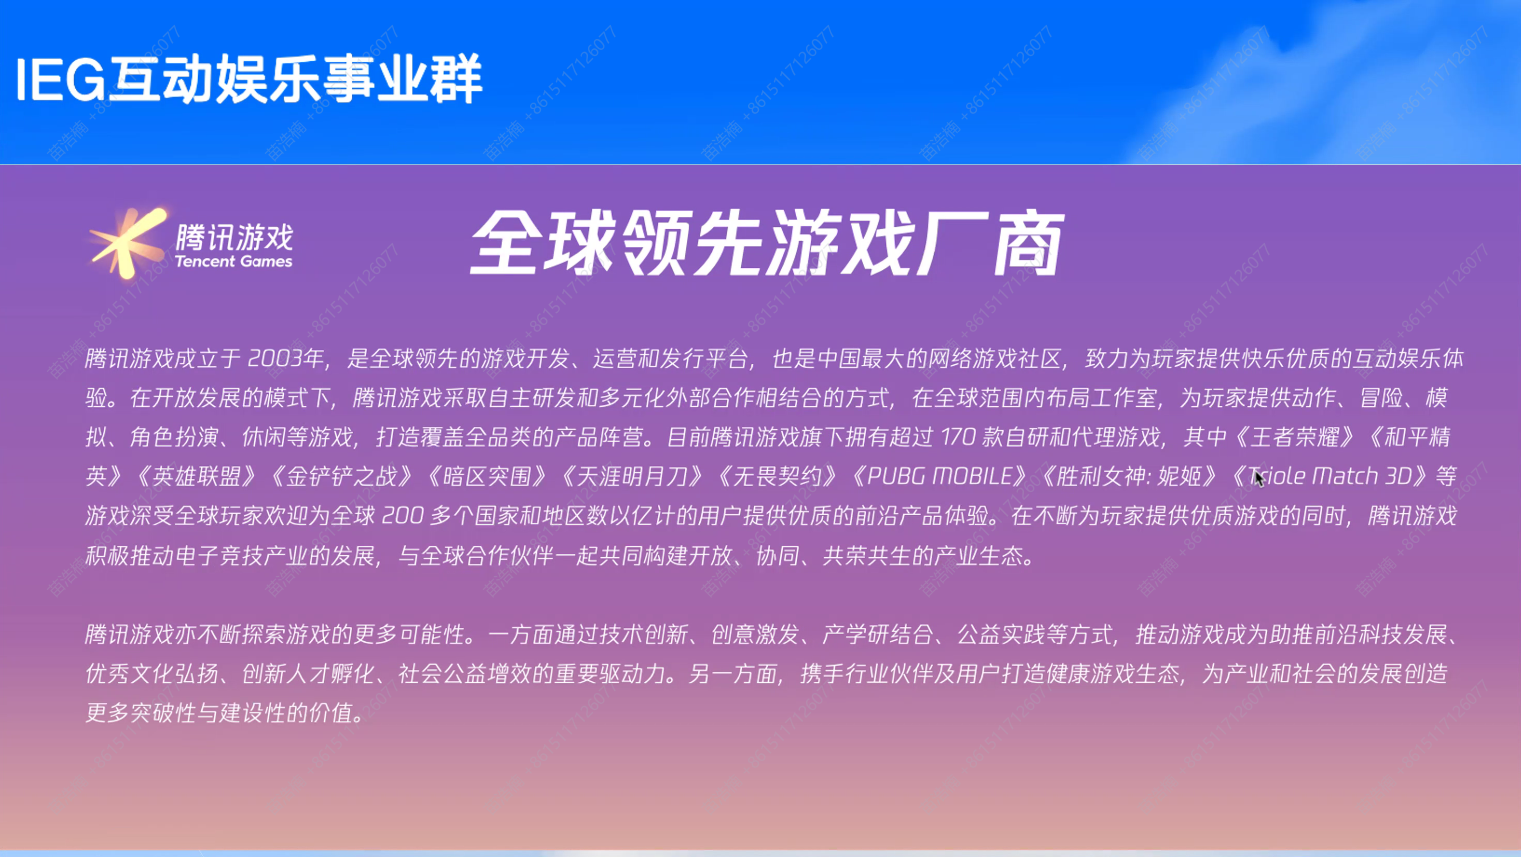 IEG互动娱乐事业群
腾讯游戏
Tencent Games
全球领先游戏厂商
腾讯游戏成立于 2003年，是全球领先的游戏开发、运营和发行平台，也是中国最大的网络游戏社区，致力为玩家提供快乐优质的互动娱乐体
验。在开放发展的模式下，腾讯游戏采取自主研发和多元化外部合作相结合的方式，在全球范围内布局工作室，为玩家提供动作、冒险、模
拟、角色扮演、休闲等游戏，打造覆盖全品类的产品阵营。目前腾讯游戏旗下拥有超过 170 款自研和代理游戏，其中《王者荣耀》《和平精
英》《英雄联盟》《金铲铲之战》《暗区突围》《天涯明月刀》《无畏契约》《PUBG MOBILE》《胜利女神: 妮姬》《Triole Match 3D》等
游戏深受全球玩家欢迎为全球 200 多个国家和地区数以亿计的用户提供优质的前沿产品体验。在不断为玩家提供优质游戏的同时，腾讯游戏
积极推动电子竞技产业的发展，与全球合作伙伴一起共同构建开放、协同、共荣共生的产业生态。
腾讯游戏亦不断探索游戏的更多可能性。一方面通过技术创新、创意激发、产学研结合、公益实践等方式，推动游戏成为助推前沿科技发展、
优秀文化弘扬、创新人才孵化、社会公益增效的重要驱动力。另一方面，携手行业伙伴及用户打造健康游戏生态，为产业和社会的发展创造
更多突破性与建设性的价值。
苗浩楠 +8615117126077